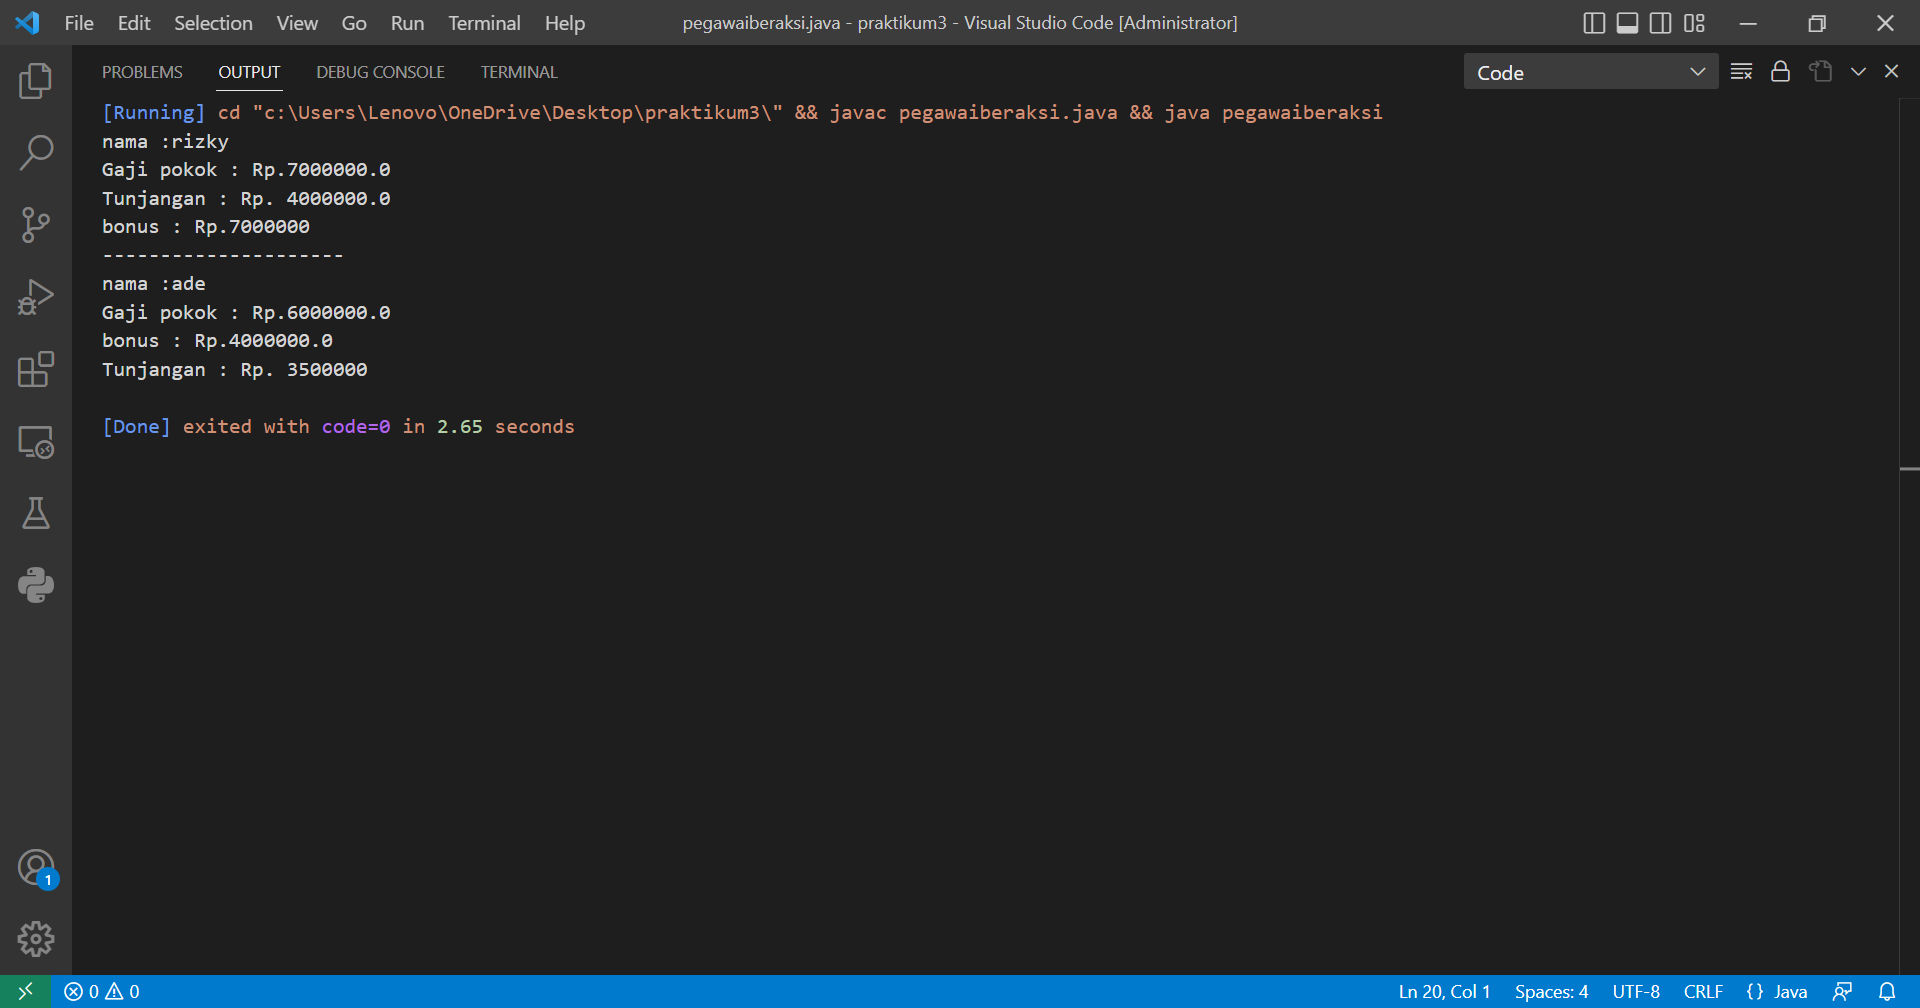 File Edit Selection View Go Run Terminal Help pegawaiberaksi.java - praktikum3 - Visual Studio Code [Administrator]
PROBLEMS OUTPUT DEBUG CONSOLE TERMINAL Code
[Running] cd "c:\Users\Lenovo\OneDrive\Desktop\praktikum3\" && javac pegawaiberaksi.java && java pegawaiberaksi
nama :rizky
Gaji pokok : Rp.7000000.0
Tunjangan : Rp. 4000000.0
bonus : Rp.7000000
---------------------
nama :ade
Gaji pokok : Rp.6000000.0
bonus : Rp.4000000.0
Tunjangan : Rp. 3500000
[Done] exited with code=0 in 2.65 seconds
1
0 0 Ln 20, Col 1 Spaces: 4 UTF-8 CRLF {} Java